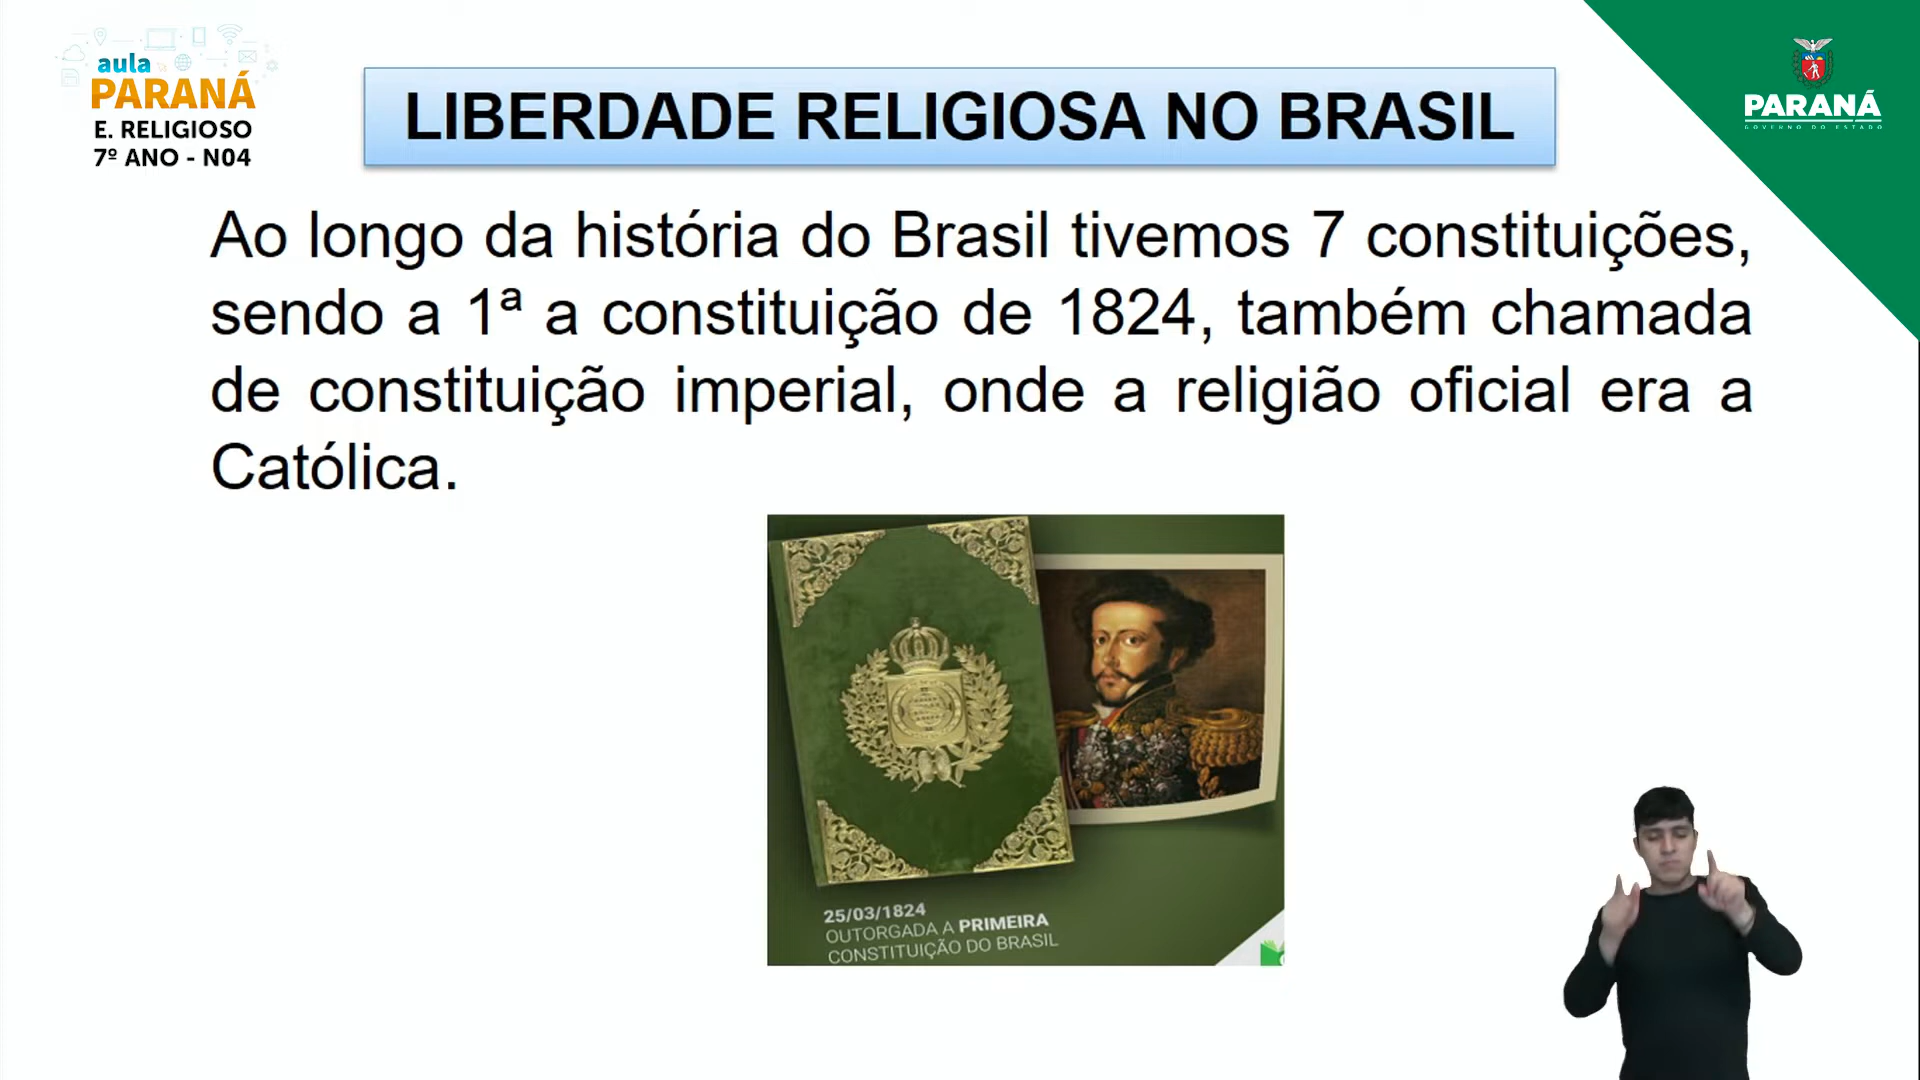 aula
PARANÁ
E. RELIGIOSO
7º ANO - N04
LIBERDADE RELIGIOSA NO BRASIL
PARANÁ
GOVERNO DO ESTADO
Ao longo da história do Brasil tivemos 7 constituições,
sendo a 1ª a constituição de 1824, também chamada
de constituição imperial, onde a religião oficial era a
Católica.
25/03/1824
OUTORGADA A PRIMEIRA
CONSTITUIÇÃO DO BRASIL